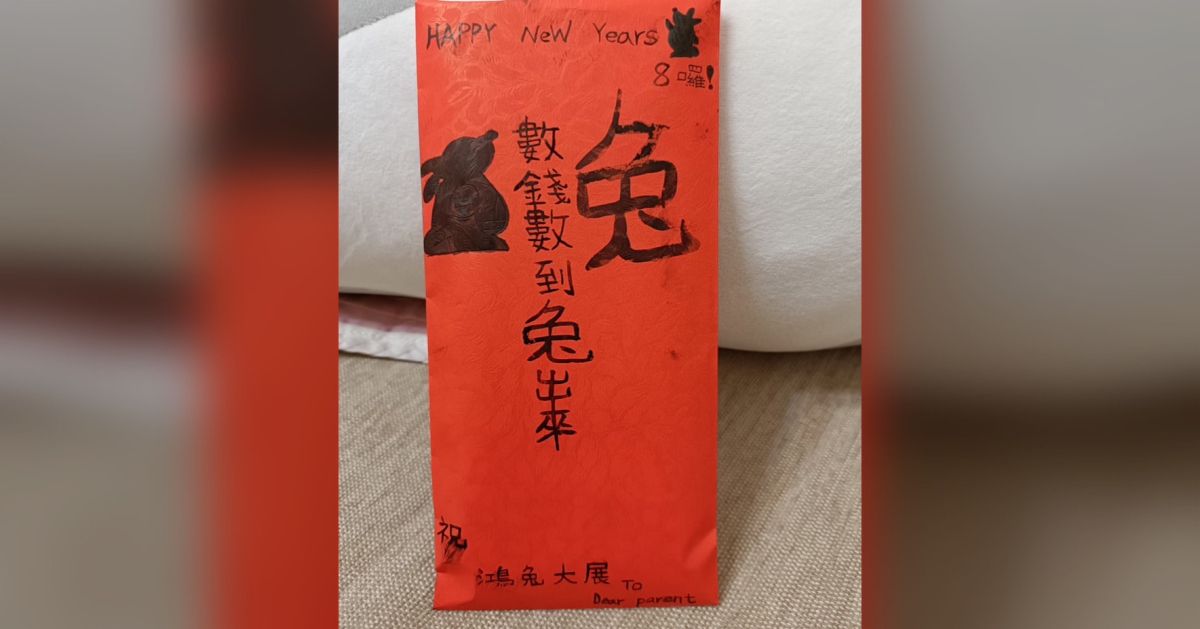 HAPPY NeW Years
8 囉!
兔
數錢數到兔出來
祝
鴻兔大展
To
Dear parent